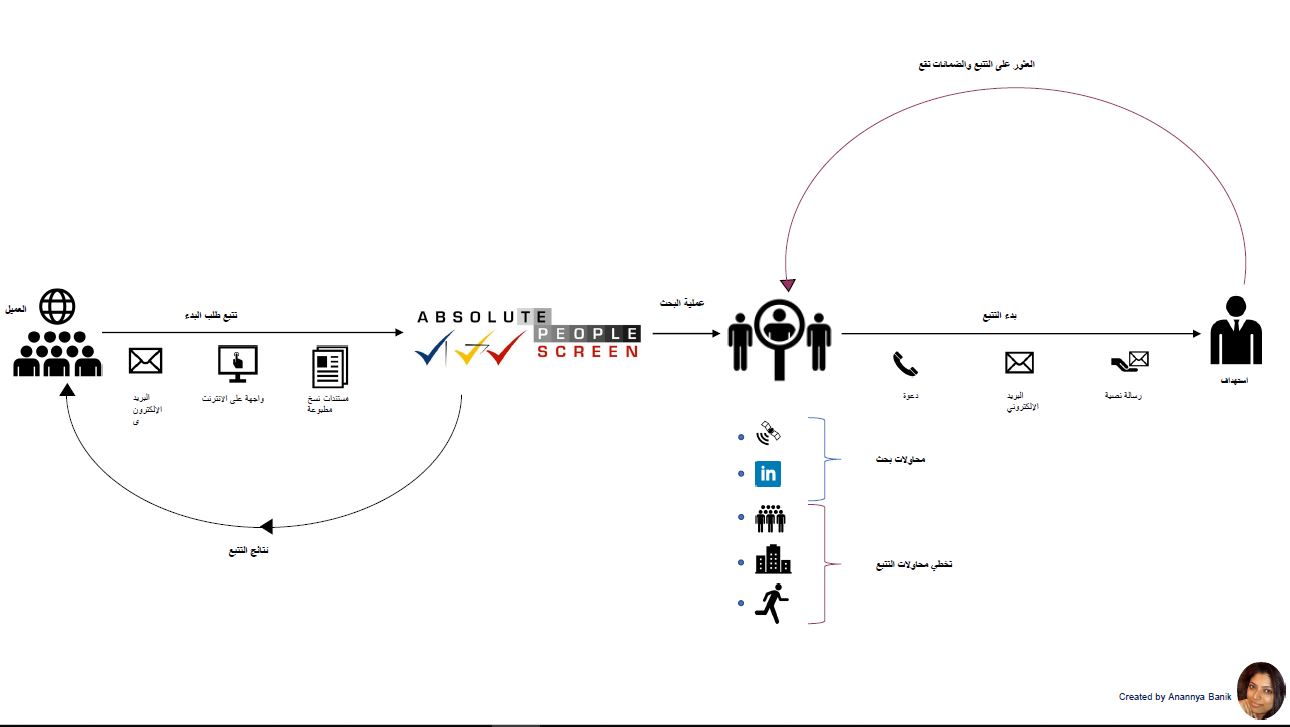 العثور على التتبع والضمانات تقع
العميل
تتبع طلب البدء
ABSOLUTE
PEOPLE
SCREEN
عملية البحث
بدء التتبع
استهداف
البريد
الإلكترون
ي
واجهة على الانترنت
مستندات نسخ
مطبوعة
دعوة
البريد
الإلكتروني
رسالة نصية
in
محاولات بحث
نتائج التتبع
تخطي محاولات التتبع
Created by Anannya Banik